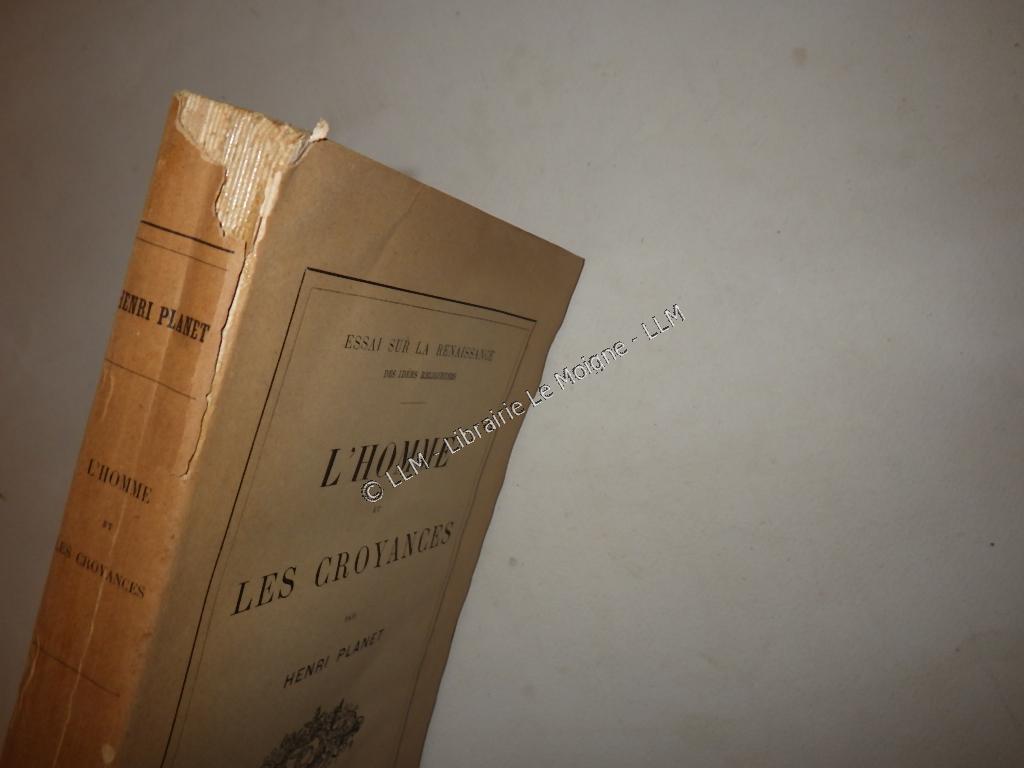 HENRI PLANET
L'HOMME
ET
LES CROYANCES
ESSAI SUR LA RENAISSANCE
DES IDÉES RELIGIEUSES
L'HOMME
ET
LES CROYANCES
PAR
HENRI PLANET
© LLM - Librairie Le Moigne - LLM